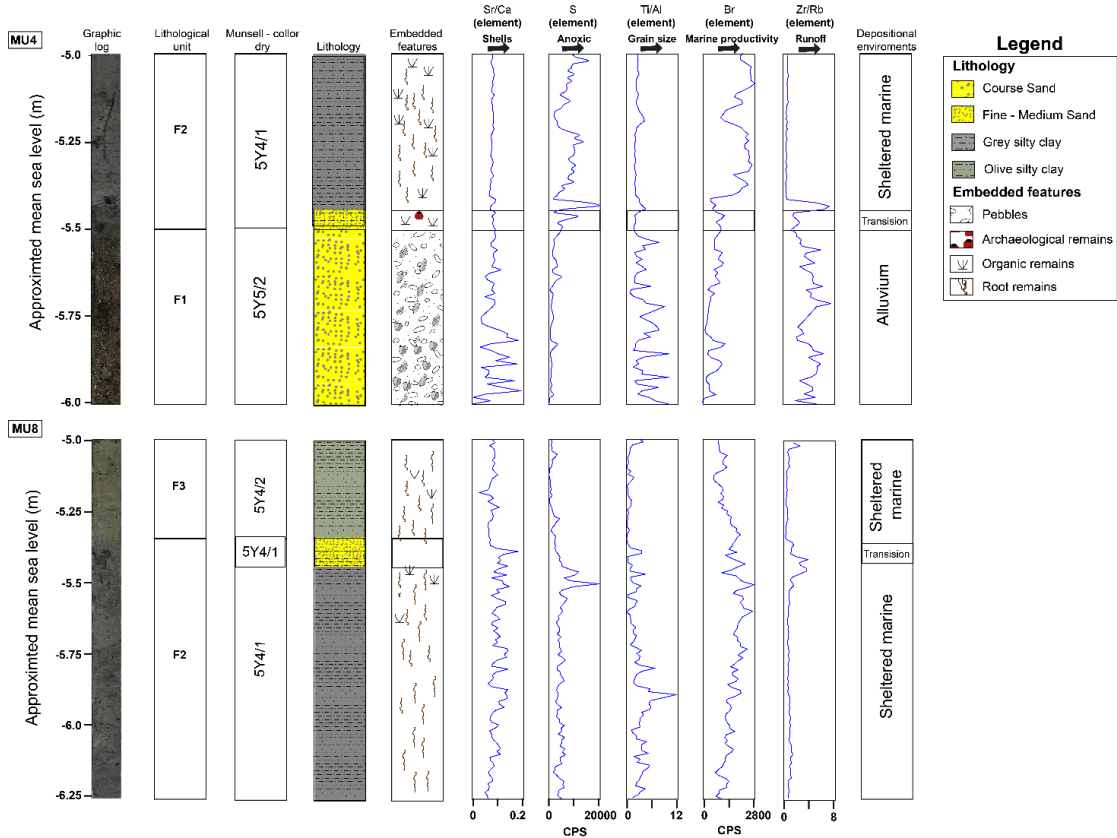 MU4
Graphic
log
Lithological
unit
Munsell - collor
dry
Lithology
Embedded
features
Sr/Ca
(element)
Shells
S
(element)
Anoxic
Ti/Al
(element)
Grain size
Br
(element)
Marine productivity
Zr/Rb
(element)
Runoff
Depositional
enviroments
Approximted mean sea level (m)
-5.0
-5.25
-5.5
-5.75
-6.0
F2
F1
5Y4/1
5Y5/2
Sheltered marine
Transision
Alluvium
Legend
Lithology
Course Sand
Fine - Medium Sand
Grey silty clay
Olive silty clay
Embedded features
Pebbles
Archaeological remains
Organic remains
Root remains
MU8
Approximted mean sea level (m)
-5.0
-5.25
-5.5
-5.75
-6.0
-6.25
F3
F2
5Y4/2
5Y4/1
5Y4/1
Sheltered
marine
Transision
Sheltered marine
0 0.2
0 20000
CPS
0 12
0 2800
CPS
0 8